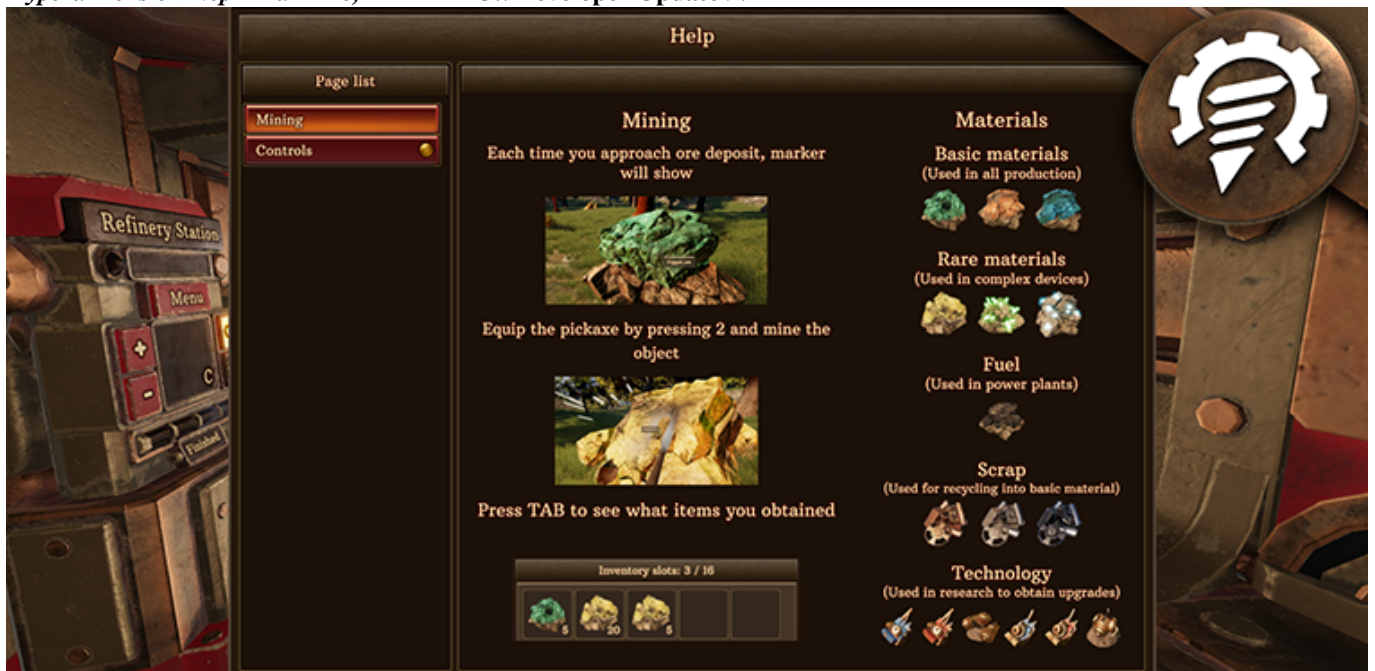 Help
Page list
Mining
Controls
Mining
Each time you approach ore deposit, marker
will show
Equip the pickaxe by pressing 2 and mine the
object
Press TAB to see what items you obtained
Inventory slots: 3 / 16
5
20
5
Materials
Basic materials
(Used in all production)
Rare materials
(Used in complex devices)
Fuel
(Used in power plants)
Scrap
(Used for recycling into basic material)
Technology
(Used in research to obtain upgrades)
Refinery Station
Menu
+
-
C
Finished